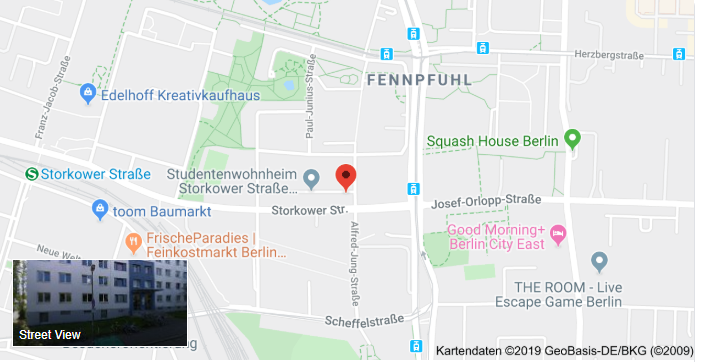 Herzbergstraße
FENNPFUHL
Franz-Jacob-Straße
Paul-Junius-Straße
Edelhoff Kreativkaufhaus
Squash House Berlin
S Storkower Straße
Studentenwohnheim
Storkower Straße...
Josef-Orlopp-Straße
toom Baumarkt
Storkower Str.
Good Morning+
Berlin City East
FrischeParadies |
Feinkostmarkt Berlin...
Alfred-Jung-Straße
Neue Welt
THE ROOM - Live
Escape Game Berlin
Scheffelstraße
Street View
Kartendaten ©2019 GeoBasis-DE/BKG (©2009)